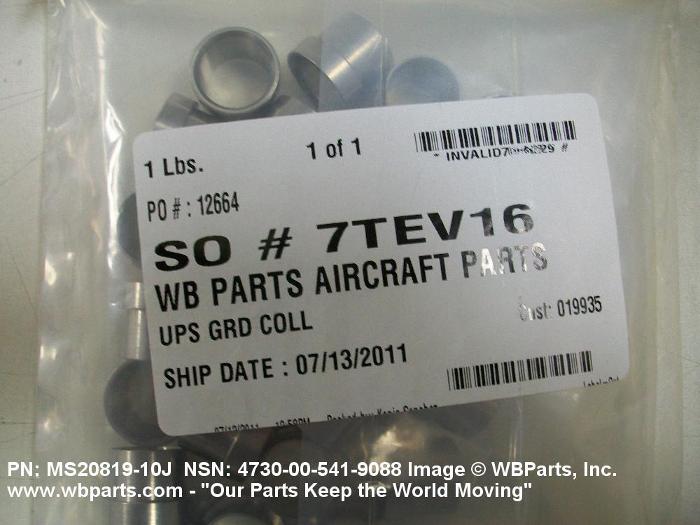 1 Lbs.
1 of 1
* INVALID
PO # : 12664
SO # 7TEV16
WB PARTS AIRCRAFT PARTS
UPS GRD COLL
Cust: 019935
SHIP DATE : 07/13/2011
PN: MS20819-10J NSN: 4730-00-541-9088 Image © WBParts, Inc.
www.wbparts.com - "Our Parts Keep the World Moving"